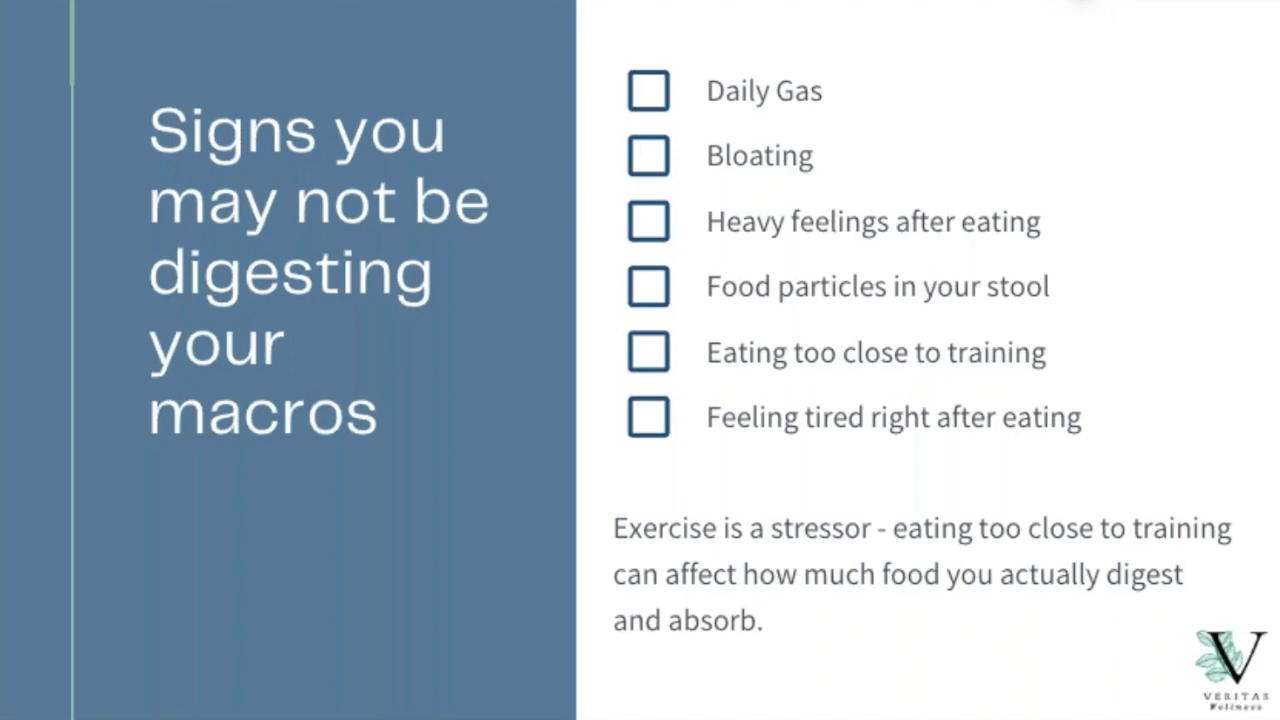 Signs you
may not be
digesting
your
macros
Daily Gas
Bloating
Heavy feelings after eating
Food particles in your stool
Eating too close to training
Feeling tired right after eating
Exercise is a stressor - eating too close to training
can affect how much food you actually digest
and absorb.
V
VERITAS
Wellness